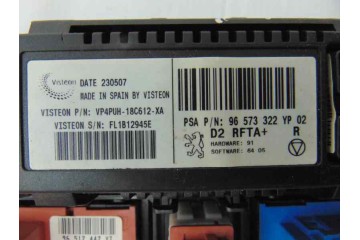 Visteon
DATE 230507
MADE IN SPAIN BY VISTEON
VISTEON P/N: VP4PUH-18C612-XA
VISTEON S/N: FL1B12945E
PSA P/N: 96 573 322 YP 02
D2 RFTA+ R
HARDWARE: 91
SOFTWARE: 64 05